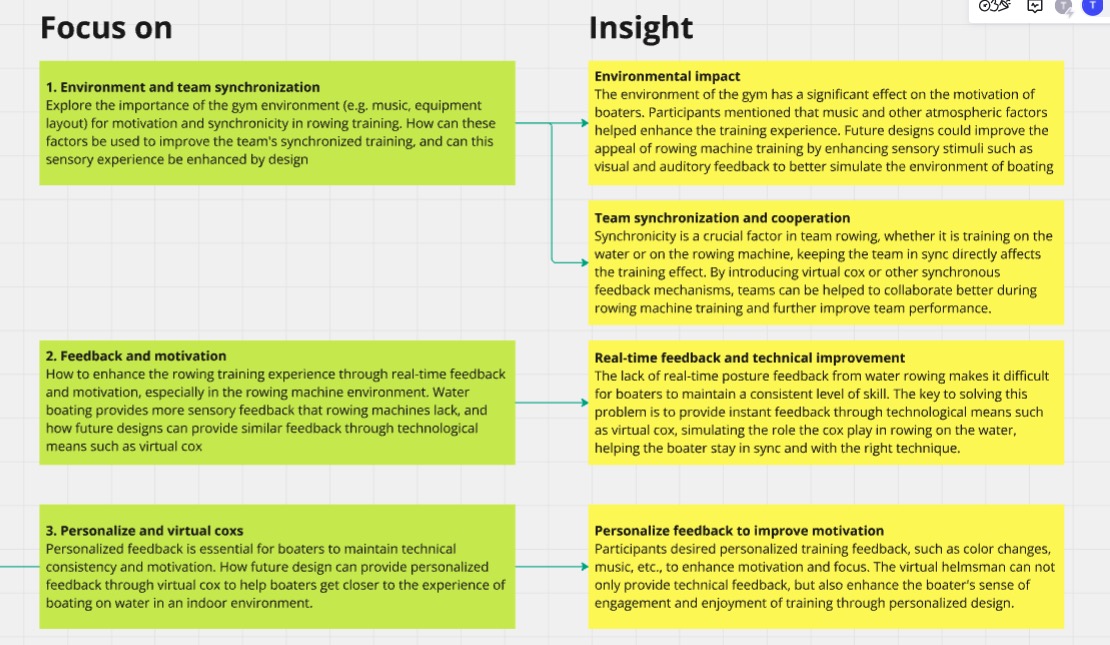 Focus on
1. Environment and team synchronization
Explore the importance of the gym environment (e.g. music, equipment
layout) for motivation and synchronicity in rowing training. How can these
factors be used to improve the team's synchronized training, and can this
sensory experience be enhanced by design
2. Feedback and motivation
How to enhance the rowing training experience through real-time feedback
and motivation, especially in the rowing machine environment. Water
boating provides more sensory feedback that rowing machines lack, and
how future designs can provide similar feedback through technological
means such as virtual cox
3. Personalize and virtual coxs
Personalized feedback is essential for boaters to maintain technical
consistency and motivation. How future design can provide personalized
feedback through virtual cox to help boaters get closer to the experience of
boating on water in an indoor environment.
Insight
Environmental impact
The environment of the gym has a significant effect on the motivation of
boaters. Participants mentioned that music and other atmospheric factors
helped enhance the training experience. Future designs could improve the
appeal of rowing machine training by enhancing sensory stimuli such as
visual and auditory feedback to better simulate the environment of boating
Team synchronization and cooperation
Synchronicity is a crucial factor in team rowing, whether it is training on the
water or on the rowing machine, keeping the team in sync directly affects
the training effect. By introducing virtual cox or other synchronous
feedback mechanisms, teams can be helped to collaborate better during
rowing machine training and further improve team performance.
Real-time feedback and technical improvement
The lack of real-time posture feedback from water rowing makes it difficult
for boaters to maintain a consistent level of skill. The key to solving this
problem is to provide instant feedback through technological means such
as virtual cox, simulating the role the cox play in rowing on the water,
helping the boater stay in sync and with the right technique.
Personalize feedback to improve motivation
Participants desired personalized training feedback, such as color changes,
music, etc., to enhance motivation and focus. The virtual helmsman can not
only provide technical feedback, but also enhance the boater's sense of
engagement and enjoyment of training through personalized design.
T
T